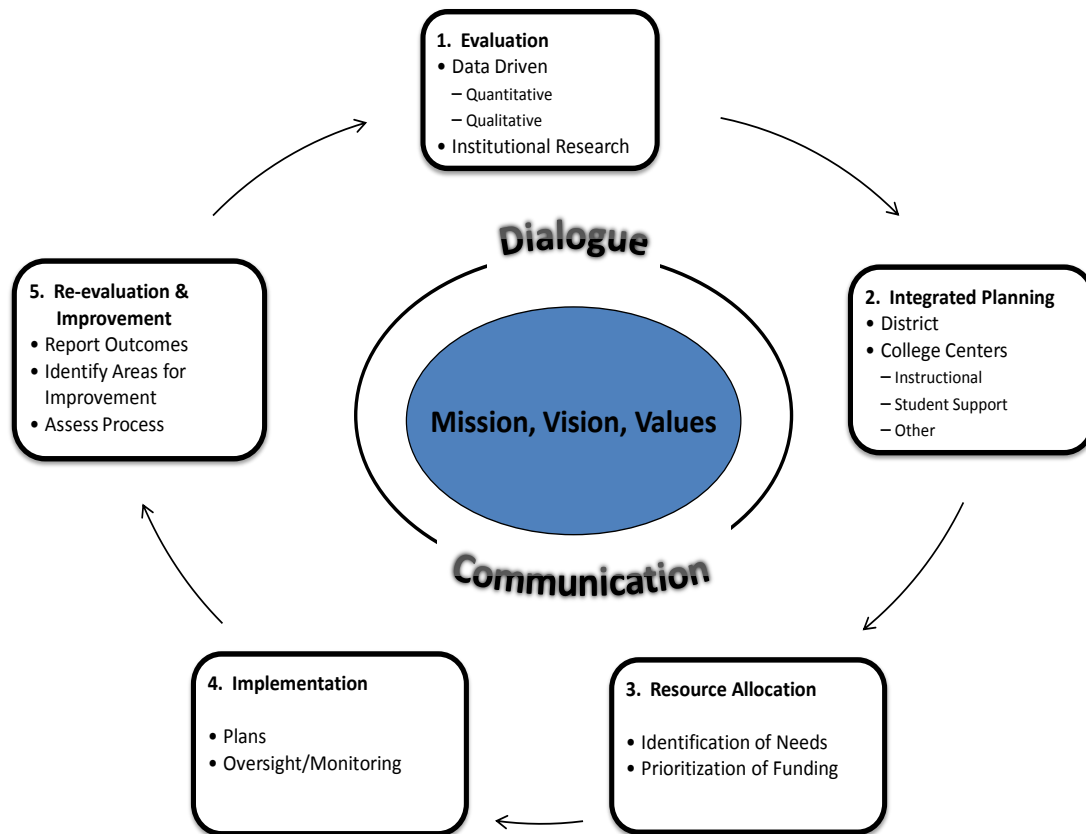 1. Evaluation
• Data Driven
– Quantitative
– Qualitative
• Institutional Research
Dialogue
Mission, Vision, Values
Communication
2. Integrated Planning
• District
• College Centers
– Instructional
– Student Support
– Other
3. Resource Allocation
• Identification of Needs
• Prioritization of Funding
4. Implementation
• Plans
• Oversight/Monitoring
5. Re-evaluation &
Improvement
• Report Outcomes
• Identify Areas for
Improvement
• Assess Process